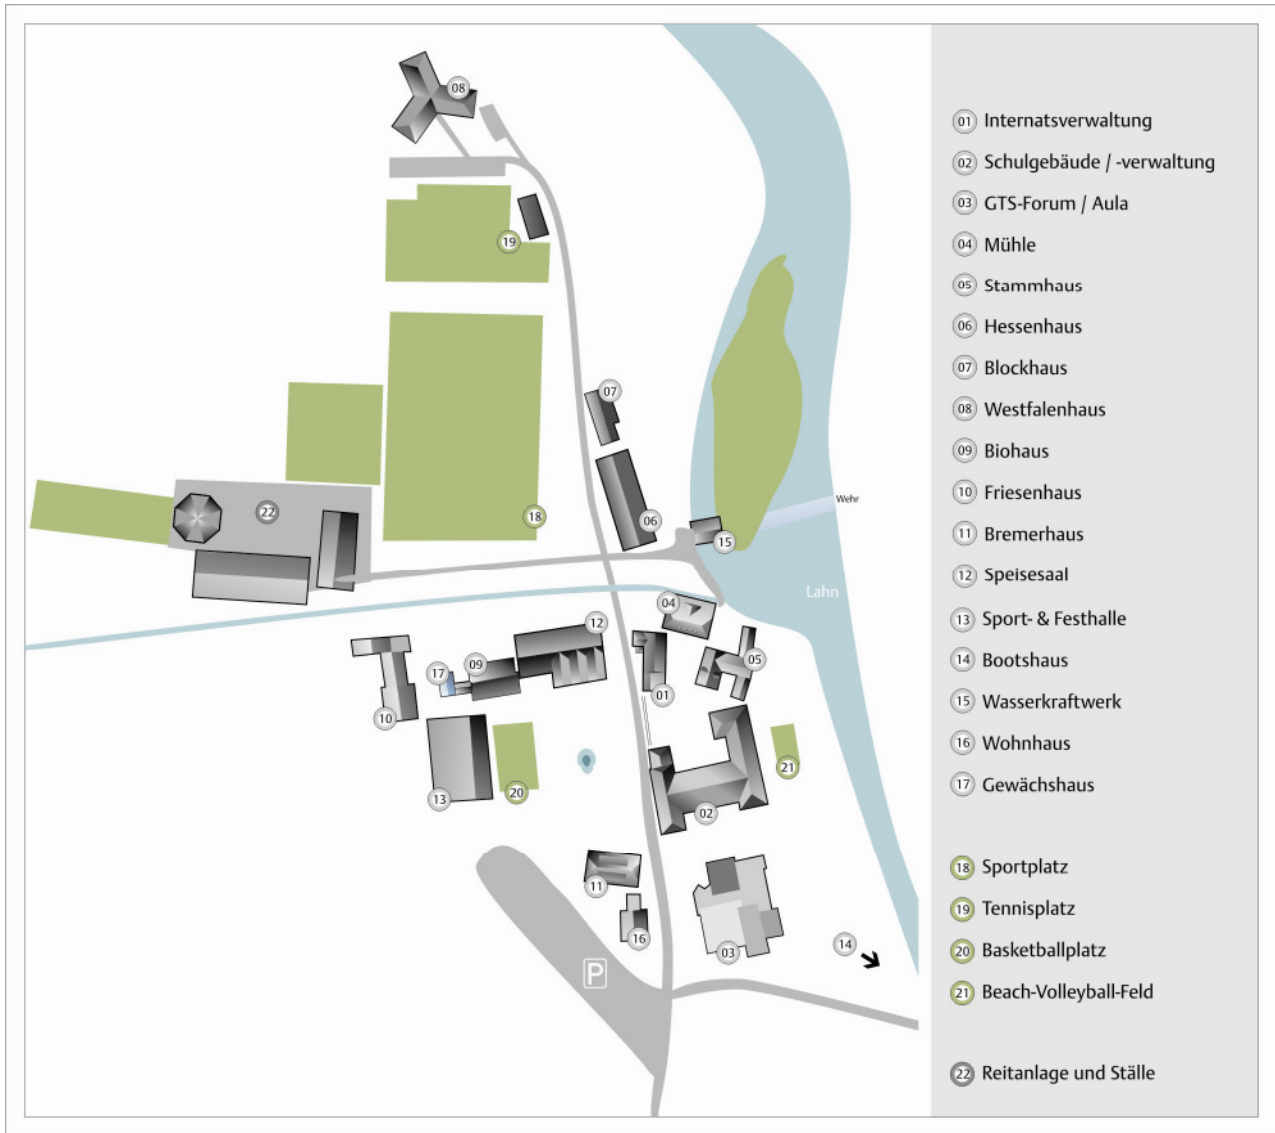 08
19
07
18
06
22
15
Wehr
Lahn
04
12
05
09
17
01
10
21
20
13
02
11
16
03
14
P
01 Internatsverwaltung
02 Schulgebäude / -verwaltung
03 GTS-Forum / Aula
04 Mühle
05 Stammhaus
06 Hessenhaus
07 Blockhaus
08 Westfalenhaus
09 Biohaus
10 Friesenhaus
11 Bremerhaus
12 Speisesaal
13 Sport- & Festhalle
14 Bootshaus
15 Wasserkraftwerk
16 Wohnhaus
17 Gewächshaus
18 Sportplatz
19 Tennisplatz
20 Basketballplatz
21 Beach-Volleyball-Feld
22 Reitanlage und Ställe